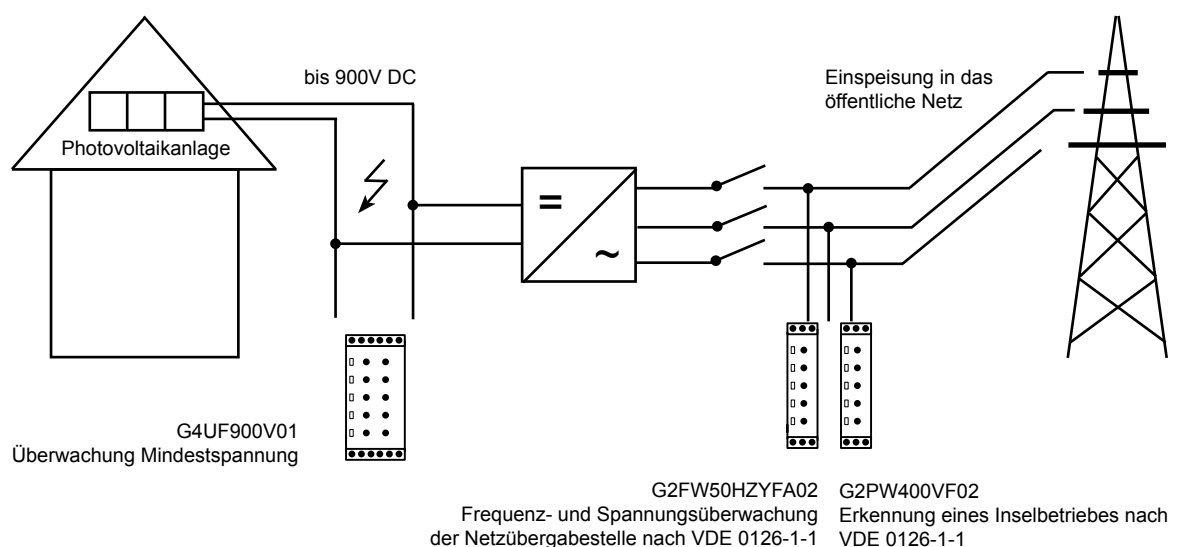 bis 900V DC
Einspeisung in das
öffentliche Netz
Photovoltaikanlage
=
~
G4UF900V01
Überwachung Mindestspannung
G2FW50HZYFA02
Frequenz- und Spannungsüberwachung
der Netzübergabestelle nach VDE 0126-1-1
G2PW400VF02
Erkennung eines Inselbetriebes nach
VDE 0126-1-1